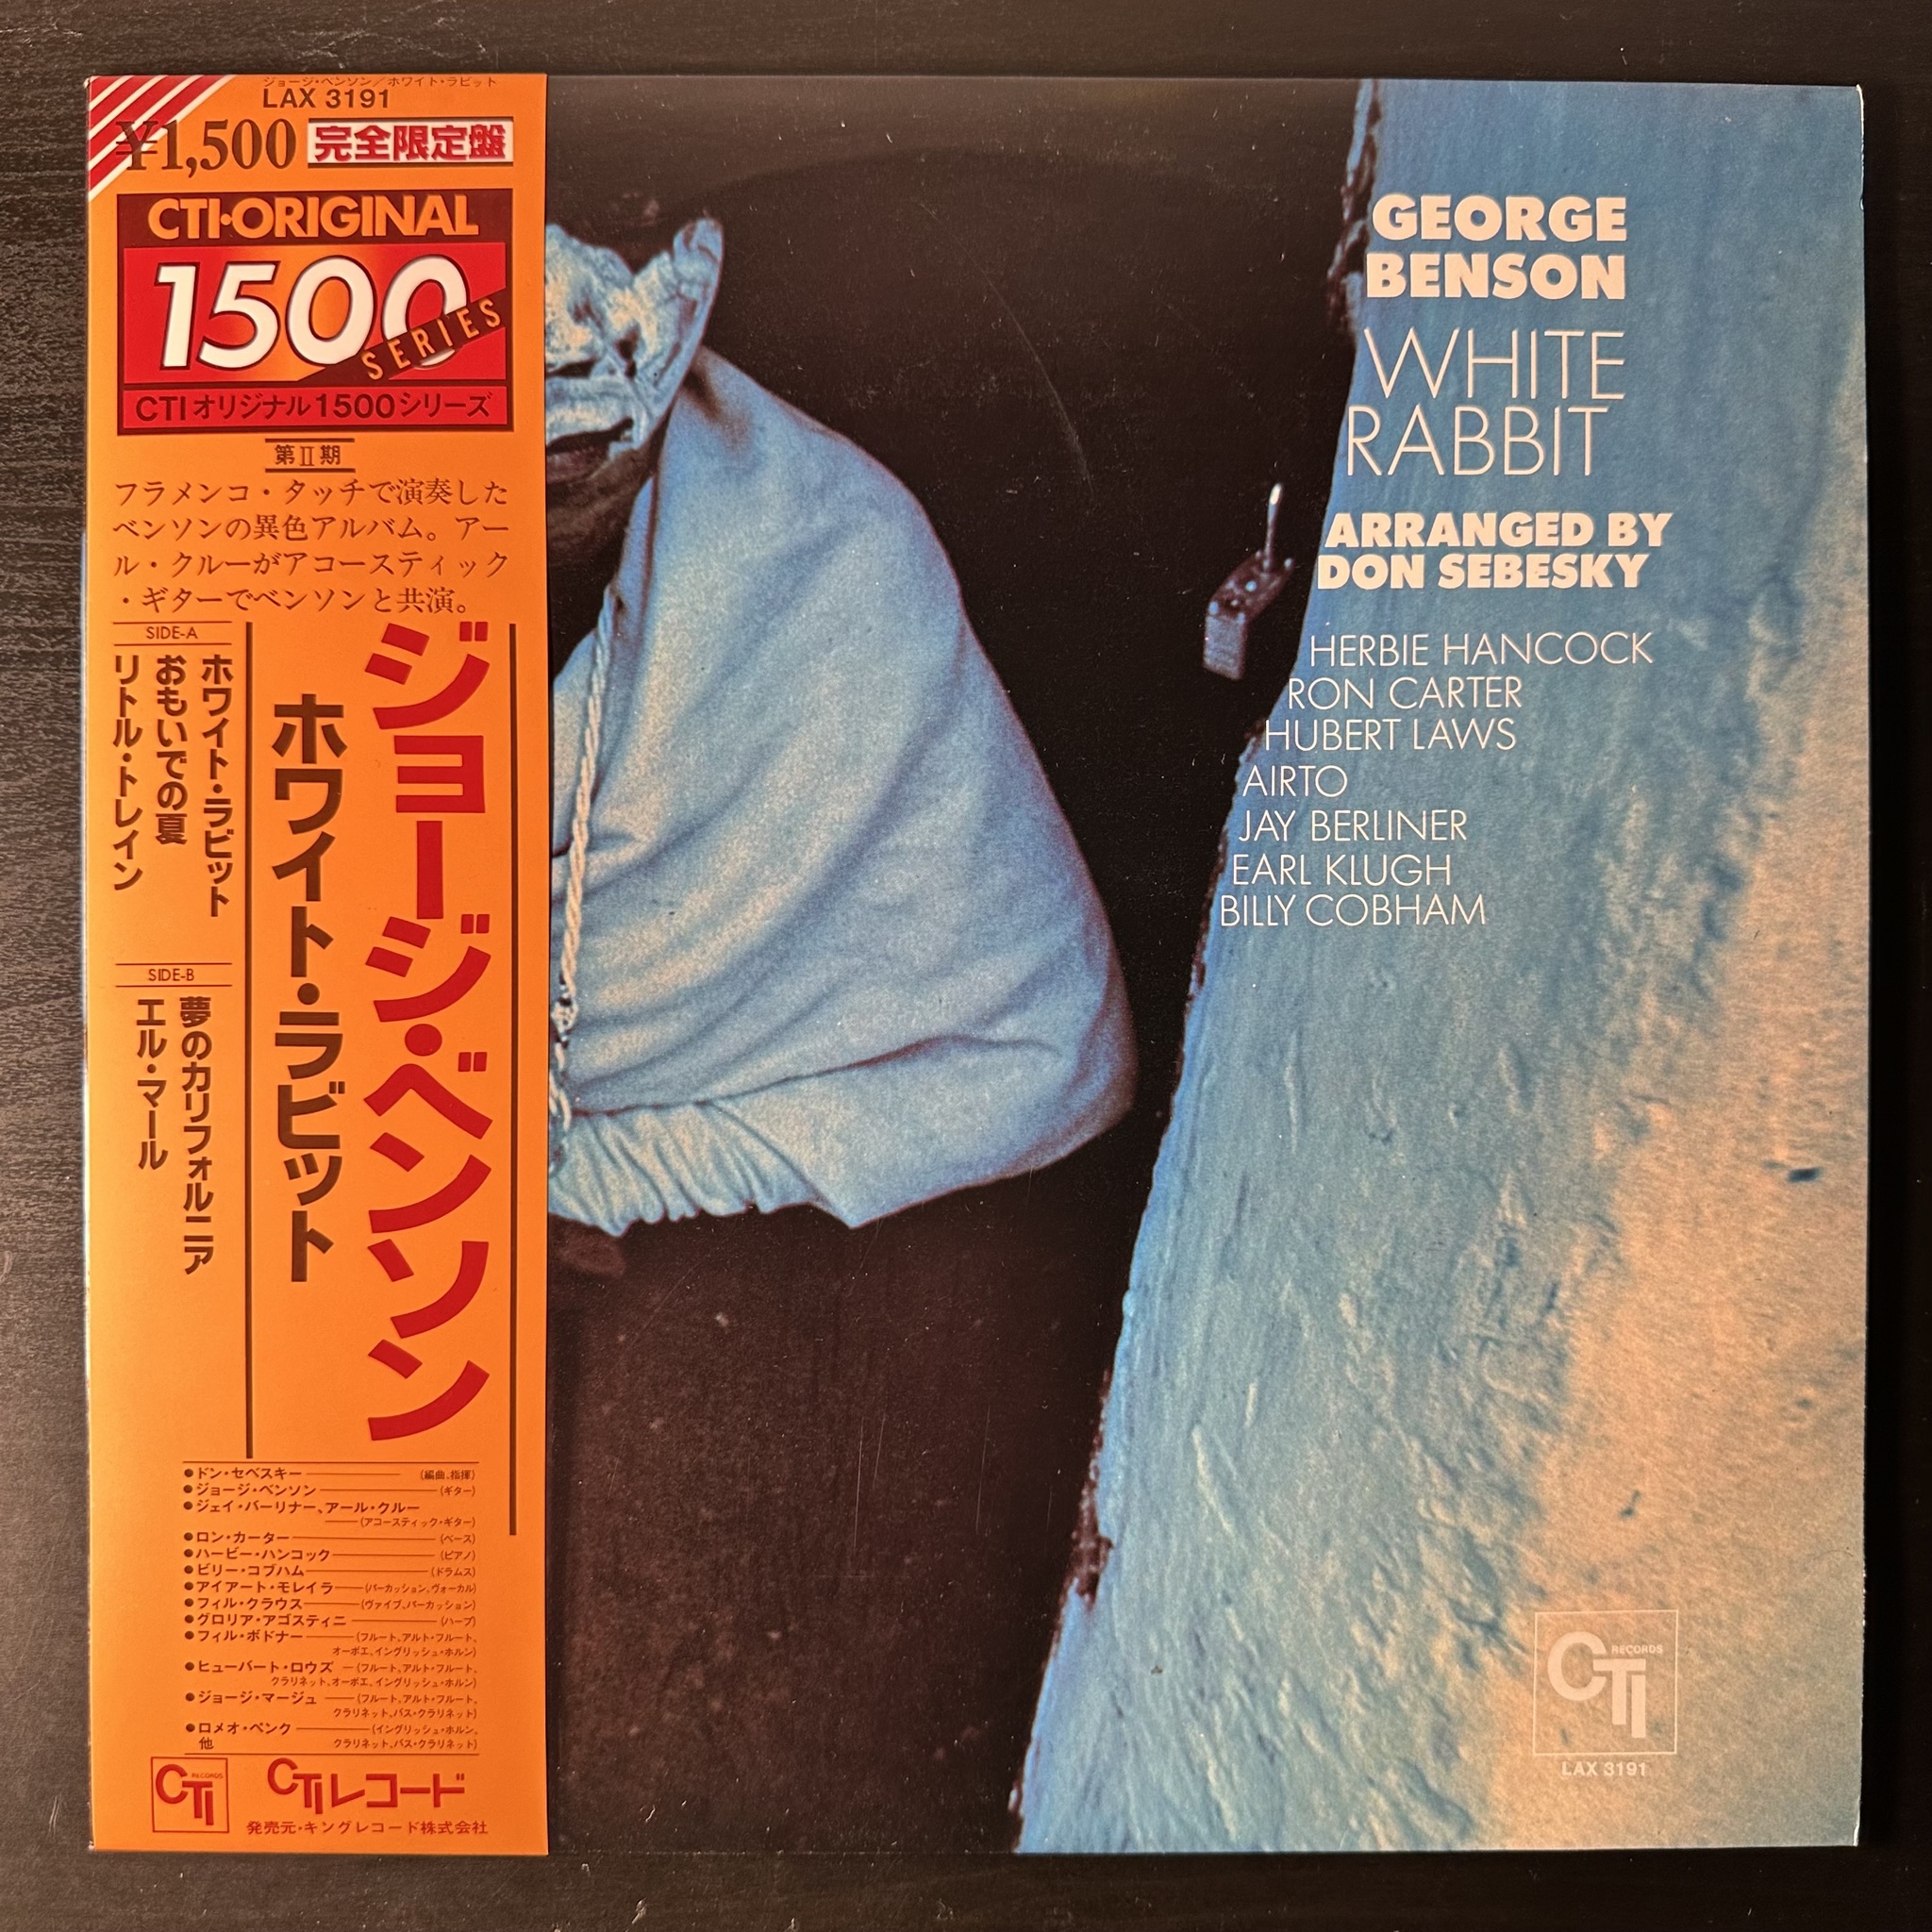 ジョージ・ベンソン/ホワイト・ラビット
LAX 3191
¥1,500 完全限定盤
CTI・ORIGINAL
1500
SERIES
CTIオリジナル1500シリーズ
第II期
フラメンコ・タッチで演奏した
ベンソンの異色アルバム。アー
ル・クルーがアコースティック
・ギターでベンソンと共演。
ジョージ・ベンソン
ホワイト・ラビット
SIDE-A
ホワイト・ラビット
おもいでの夏
リトル・トレイン
SIDE-B
夢のカリフォルニア
エル・マール
●ドン・セベスキー (編曲、指揮)
●ジョージ・ベンソン (ギター)
●ジェイ・バーリナー、アール・クルー
(アコースティック・ギター)
●ロン・カーター (ベース)
●ハービー・ハンコック (ピアノ)
●ビリー・コブハム (ドラムス)
●アイアート・モレイラ (パーカッション、ヴォーカル)
●フィル・クラウス (ヴァイブ、パーカッション)
●グロリア・アゴスティニ (ハープ)
●フィル・ボドナー (フルート、アルト・フルート、
オーボエ、イングリッシュ・ホルン)
●ヒューバート・ロウズ (フルート、アルト・フルート、
クラリネット、オーボエ、イングリッシュ・ホルン)
●ジョージ・マージュ (フルート、アルト・フルート、
クラリネット、バス・クラリネット)
●ロメオ・ペンク (イングリッシュ・ホルン、
他 クラリネット、バス・クラリネット)
CTI RECORDS
CTIレコード
発売元・キングレコード株式会社
GEORGE
BENSON
WHITE
RABBIT
ARRANGED BY
DON SEBESKY
HERBIE HANCOCK
RON CARTER
HUBERT LAWS
AIRTO
JAY BERLINER
EARL KLUGH
BILLY COBHAM
CTI RECORDS
LAX 3191